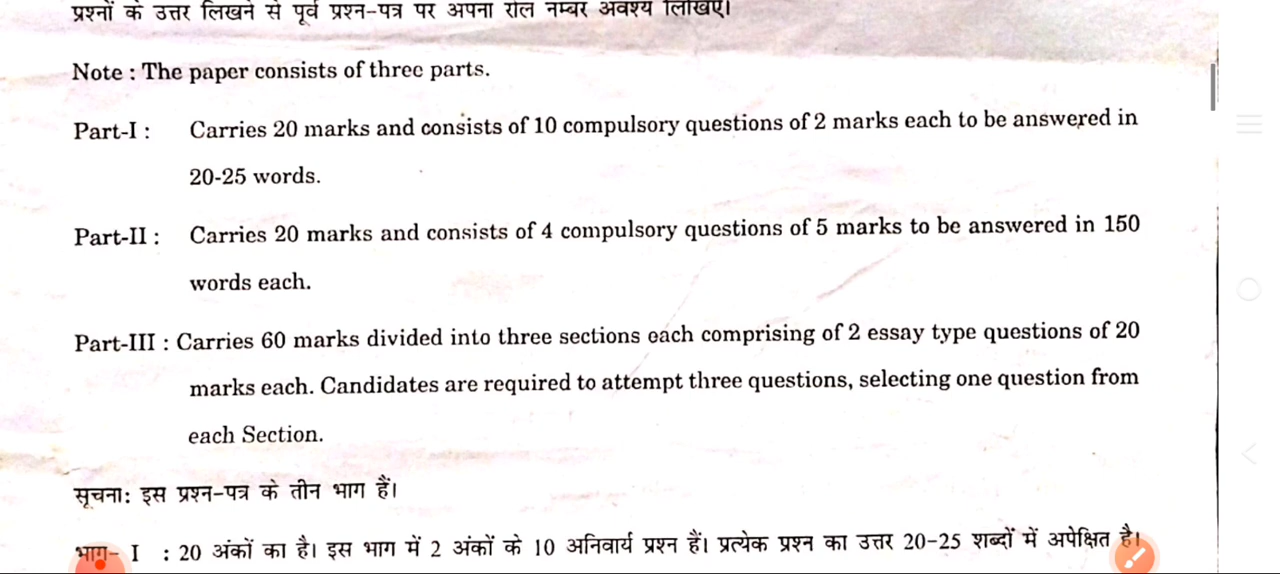 प्रश्नों के उत्तर लिखने से पूर्व प्रश्न-पत्र पर अपना रोल नम्बर अवश्य लिखिए।
Note : The paper consists of three parts.
Part-I : Carries 20 marks and consists of 10 compulsory questions of 2 marks each to be answered in
20-25 words.
Part-II : Carries 20 marks and consists of 4 compulsory questions of 5 marks to be answered in 150
words each.
Part-III : Carries 60 marks divided into three sections each comprising of 2 essay type questions of 20
marks each. Candidates are required to attempt three questions, selecting one question from
each Section.
सूचना: इस प्रश्न-पत्र के तीन भाग हैं।
भाग- I : 20 अंकों का है। इस भाग में 2 अंकों के 10 अनिवार्य प्रश्न हैं। प्रत्येक प्रश्न का उत्तर 20-25 शब्दों में अपेक्षित है।